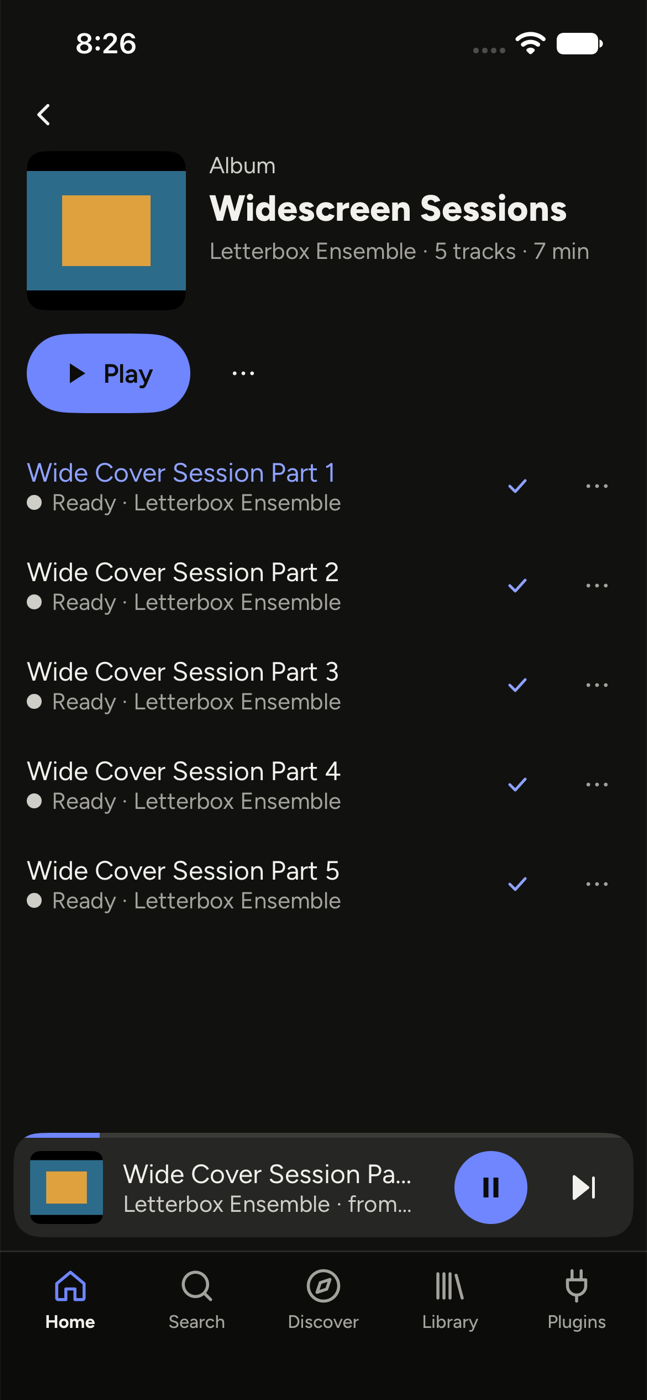 8:26
Album
Widescreen Sessions
Letterbox Ensemble · 5 tracks · 7 min
Play
Wide Cover Session Part 1
Ready · Letterbox Ensemble
Wide Cover Session Part 2
Ready · Letterbox Ensemble
Wide Cover Session Part 3
Ready · Letterbox Ensemble
Wide Cover Session Part 4
Ready · Letterbox Ensemble
Wide Cover Session Part 5
Ready · Letterbox Ensemble
Wide Cover Session Pa...
Letterbox Ensemble · from...
Home Search Discover Library Plugins